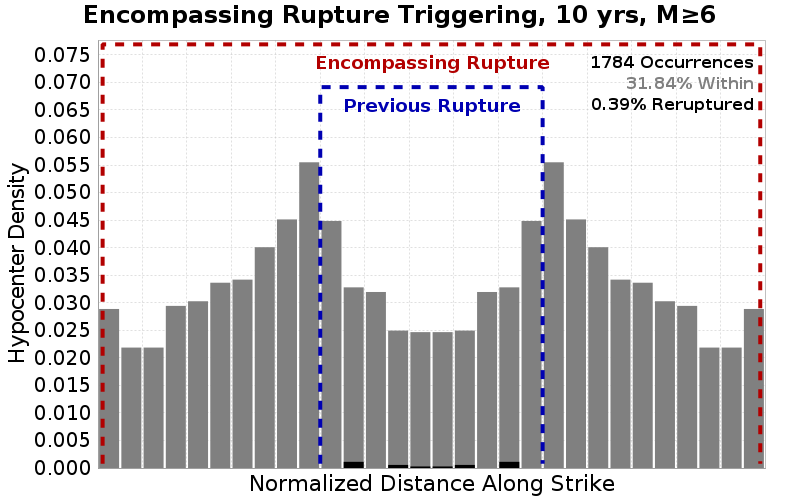 Encompassing Rupture Triggering, 10 yrs, M≥6
Encompassing Rupture
Previous Rupture
1784 Occurrences
31.84% Within
0.39% Reruptured
Hypocenter Density
0.075
0.070
0.065
0.060
0.055
0.050
0.045
0.040
0.035
0.030
0.025
0.020
0.015
0.010
0.005
0.000
Normalized Distance Along Strike